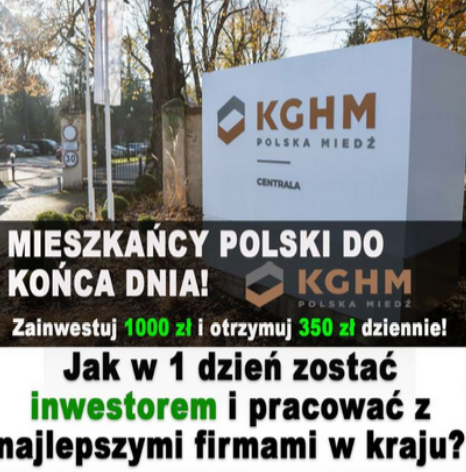 30
KGHM
POLSKA MIEDŹ
CENTRALA
MIESZKAŃCY POLSKI DO
KOŃCA DNIA!
KGHM
POLSKA MIEDŹ
Zainwestuj 1000 zł i otrzymuj 350 zł dziennie!
Jak w 1 dzień zostać
inwestorem i pracować z
najlepszymi firmami w kraju?